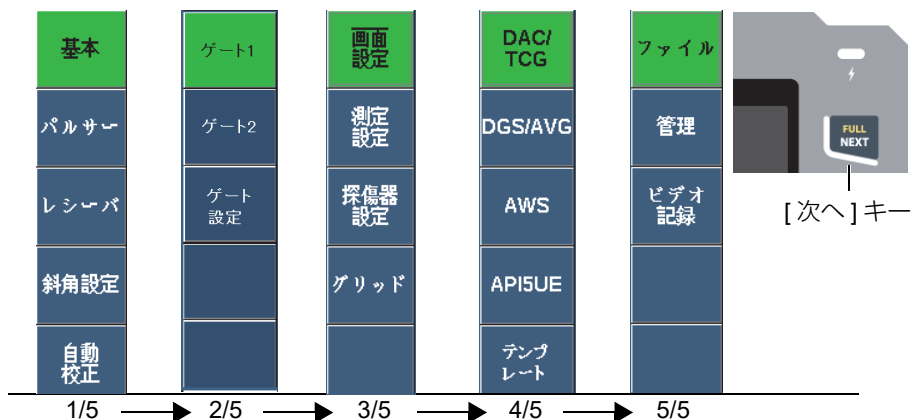 基本
パルサー
レシーバ
斜角設定
自動
校正
ゲート1
ゲート2
ゲート
設定
画面
設定
測定
設定
探傷器
設定
グリッド
DAC/
TCG
DGS/AVG
AWS
API5UE
テンプ
レート
ファイル
管理
ビデオ
記録
FULL
NEXT
[ 次へ ] キー
1/5
2/5
3/5
4/5
5/5